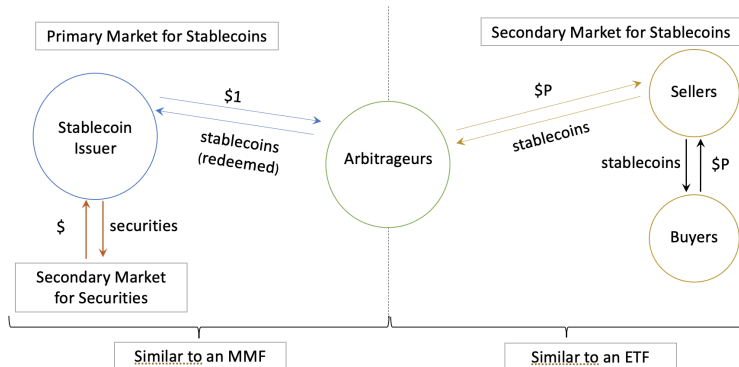 Primary Market for Stablecoins
Secondary Market for Stablecoins
$1
$P
Sellers
Stablecoin
Issuer
stablecoins
(redeemed)
Arbitrageurs
stablecoins
stablecoins
$P
$
securities
Buyers
Secondary Market
for Securities
Similar to an MMF
Similar to an ETF